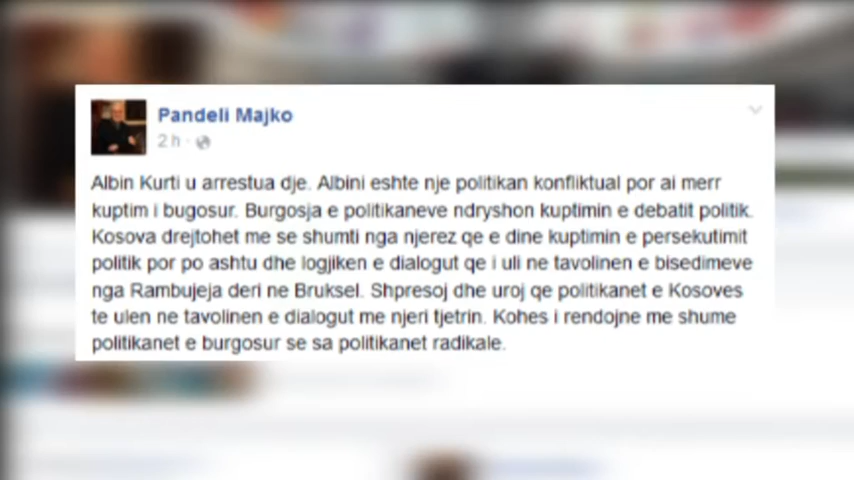 Pandeli Majko
2 h ·
Albin Kurti u arrestua dje. Albini eshte nje politikan konfliktual por ai merr
kuptim i bugosur. Burgosja e politikaneve ndryshon kuptimin e debatit politik.
Kosova drejtohet me se shumti nga njerez qe e dine kuptimin e persekutimit
politik por po ashtu dhe logjiken e dialogut qe i uli ne tavolinen e bisedimeve
nga Rambujeja deri ne Bruksel. Shpresoj dhe uroj qe politikanet e Kosoves
te ulen ne tavolinen e dialogut me njeri tjetrin. Kohes i rendojne me shume
politikanet e burgosur se sa politikanet radikale.